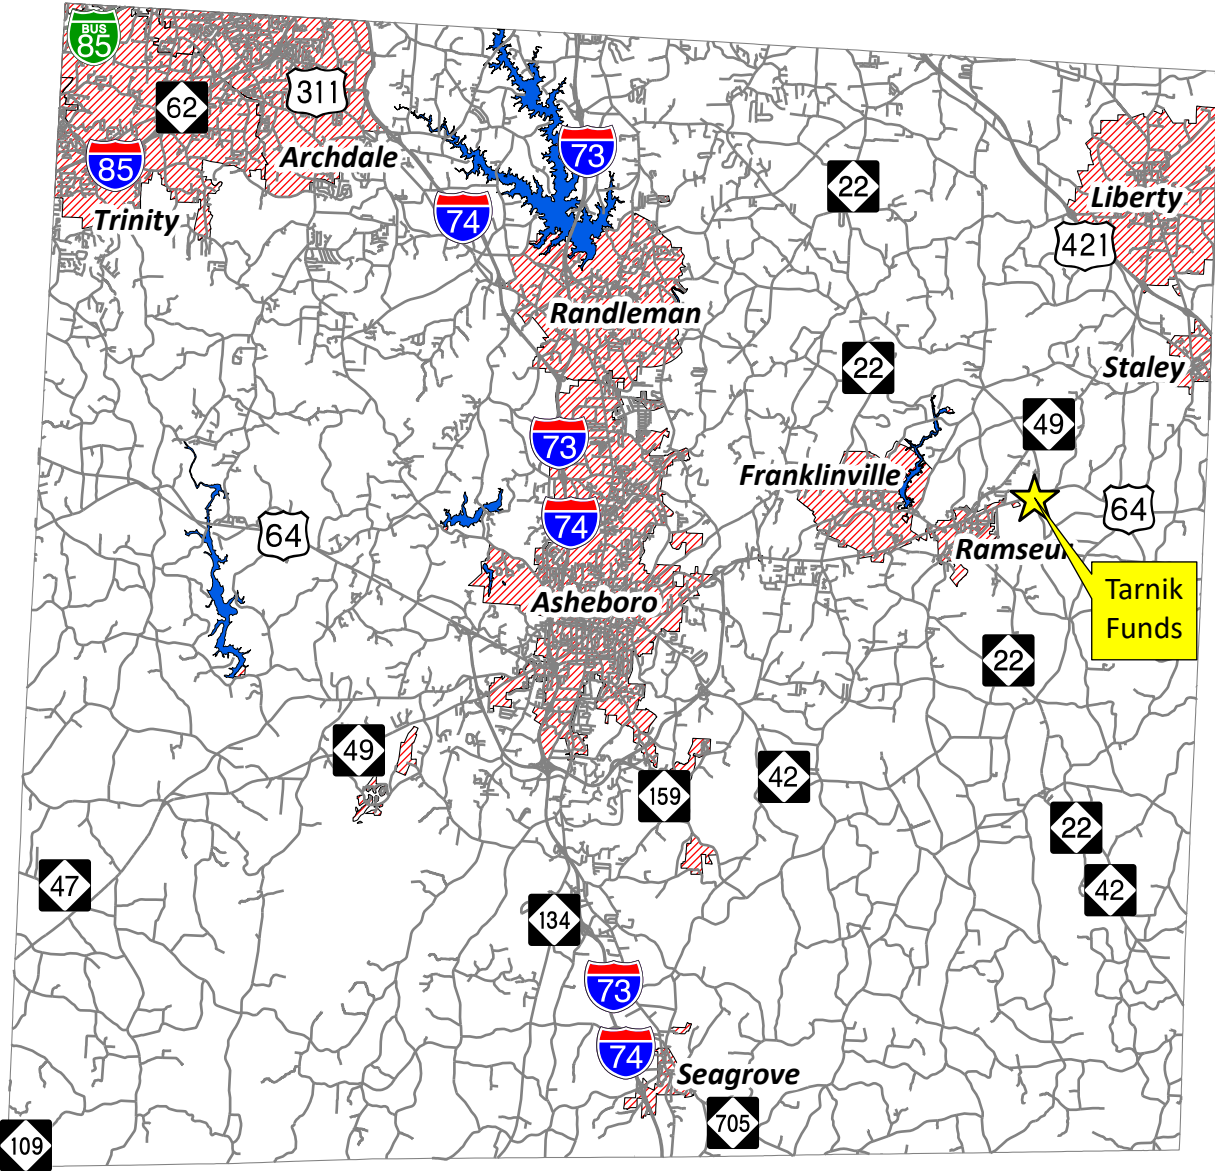 BUS
85
62
311
85
Archdale
Trinity
73
74
22
Liberty
421
Randleman
22
Staley
73
49
Franklinville
74
64
64
Ramseur
Tarnik
Funds
Asheboro
22
49
159
42
22
47
42
134
73
74
Seagrove
705
109